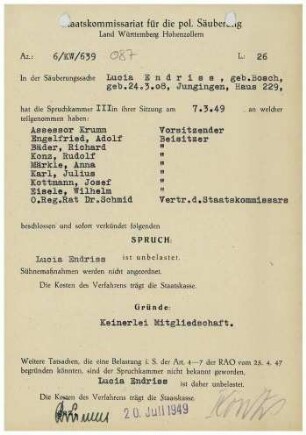 Staatskommissariat für die pol. Säuberung
Land Württemberg Hohenzollern
Az.: 6/KW/639 087 L: 26
In der Säuberungssache Lucia Endriss, geb.Bosch,
geb.24.3.08, Jungingen, Haus 229,
hat die Spruchkammer III in ihrer Sitzung am 7.3.49 an welcher
teilgenommen haben:
Assessor Krumm Vorsitzender
Engelfried, Adolf Beisitzer
Bäder, Richard "
Konz, Rudolf "
Märkle, Anna "
Karl, Julius "
Kottmann, Josef "
Eisele, Wilhelm "
O.Reg.Rat Dr.Schmid Vertr.d.Staatskommissars
beschlossen und sofort verkündet folgenden
SPRUCH:
Lucia Endriss ist unbelastet.
Sühnemaßnahmen werden nicht angeordnet.
Die Kosten des Verfahrens trägt die Staatskasse.
Gründe:
Keinerlei Mitgliedschaft.
Weitere Tatsachen, die eine Belastung i. S. der Art. 4–7 der RAO vom 25. 4. 47
begründen könnten, sind der Spruchkammer nicht bekannt geworden.
Lucia Endriss ist daher unbelastet.
Die Kosten des Verfahrens trägt die Staatskasse.
20 Juli 1949